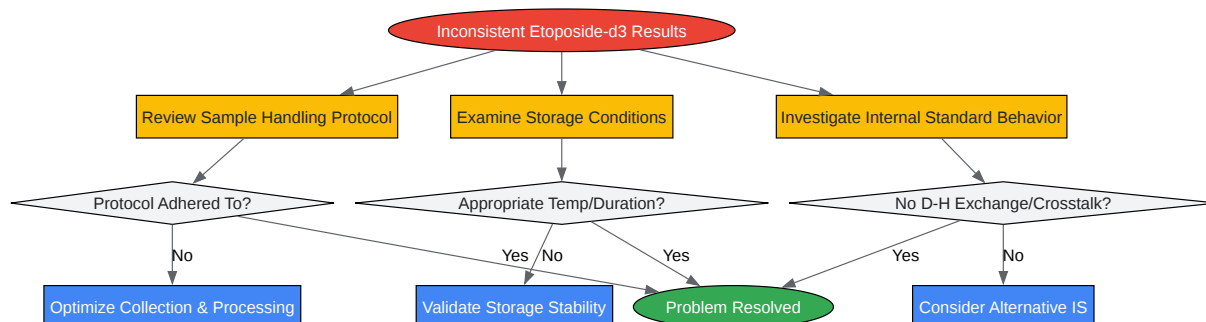 Inconsistent Etoposide-d3 Results
Review Sample Handling Protocol
Examine Storage Conditions
Investigate Internal Standard Behavior
Protocol Adhered To?
Appropriate Temp/Duration?
No D-H Exchange/Crosstalk?
No
Yes
No
Yes
Yes
No
Optimize Collection & Processing
Validate Storage Stability
Problem Resolved
Consider Alternative IS